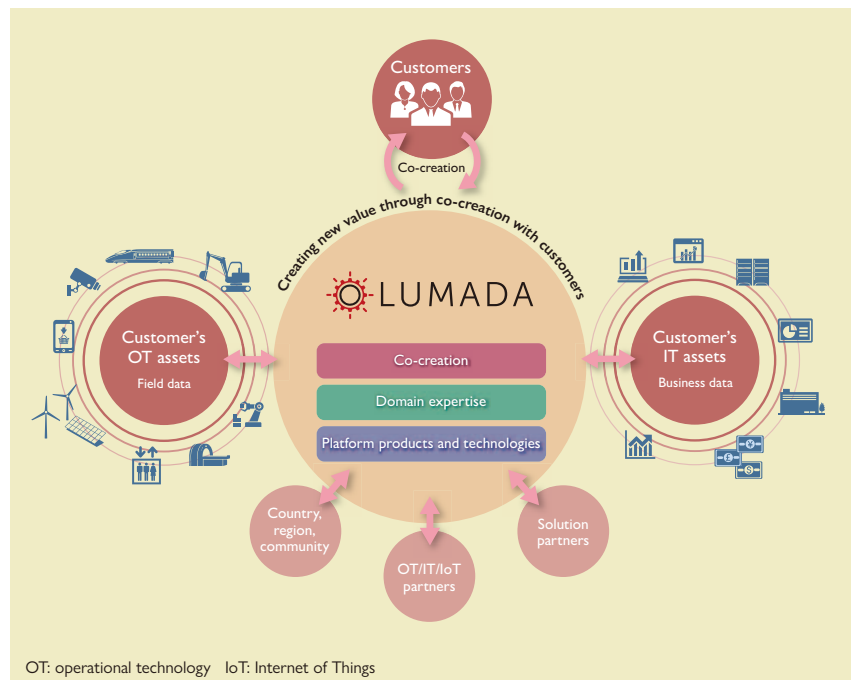 Customers
Co-creation
Creating new value through co-creation with customers
LUMADA
Customer's
OT assets
Field data
Co-creation
Domain expertise
Platform products and technologies
Customer's
IT assets
Business data
¥
£
$
Country,
region,
community
OT/IT/IoT
partners
Solution
partners
OT: operational technology IoT: Internet of Things